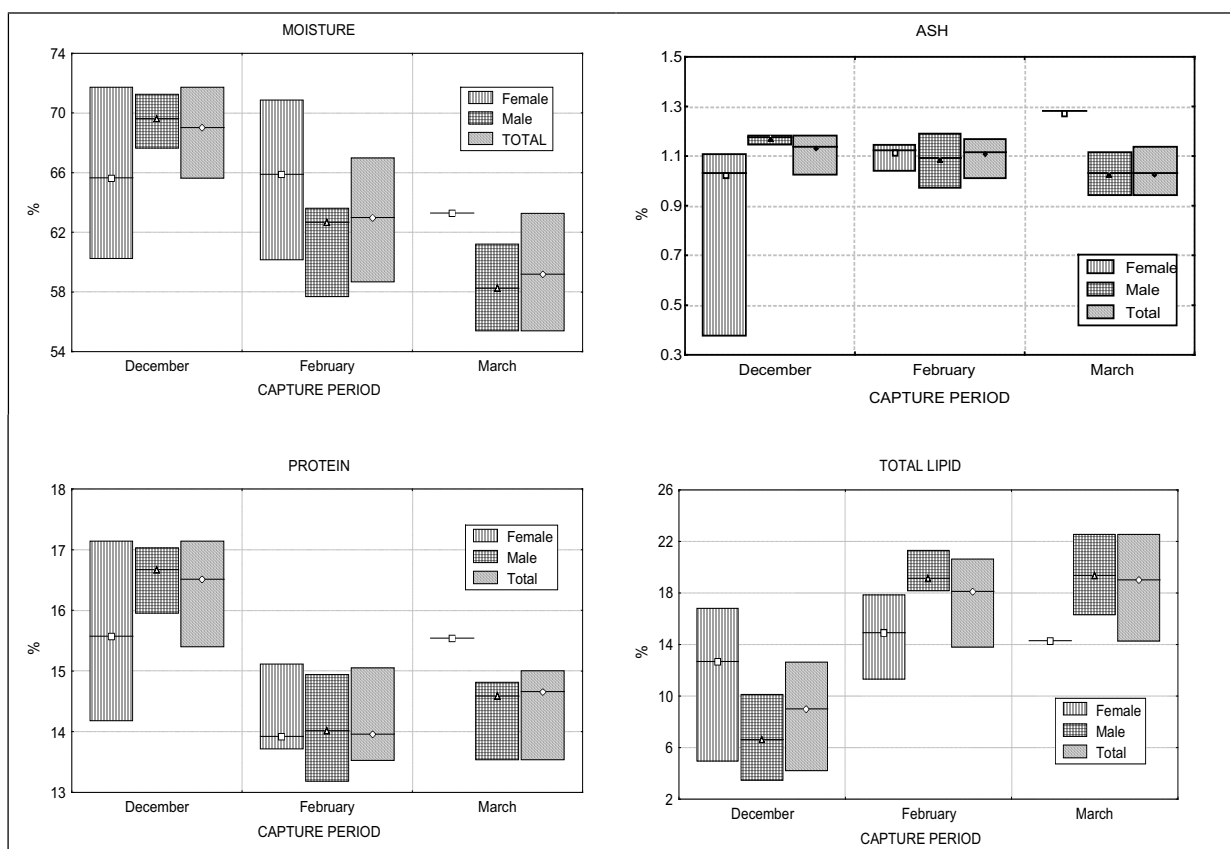 MOISTURE
74
70
66
62
58
54
%
Female
Male
TOTAL
December
February
March
CAPTURE PERIOD
ASH
1.5
1.3
1.1
0.9
0.7
0.5
0.3
%
Female
Male
Total
December
February
March
CAPTURE PERIOD
PROTEIN
18
17
16
15
14
13
%
Female
Male
Total
December
February
March
CAPTURE PERIOD
TOTAL LIPID
26
22
18
14
10
6
2
%
Female
Male
Total
December
February
March
CAPTURE PERIOD